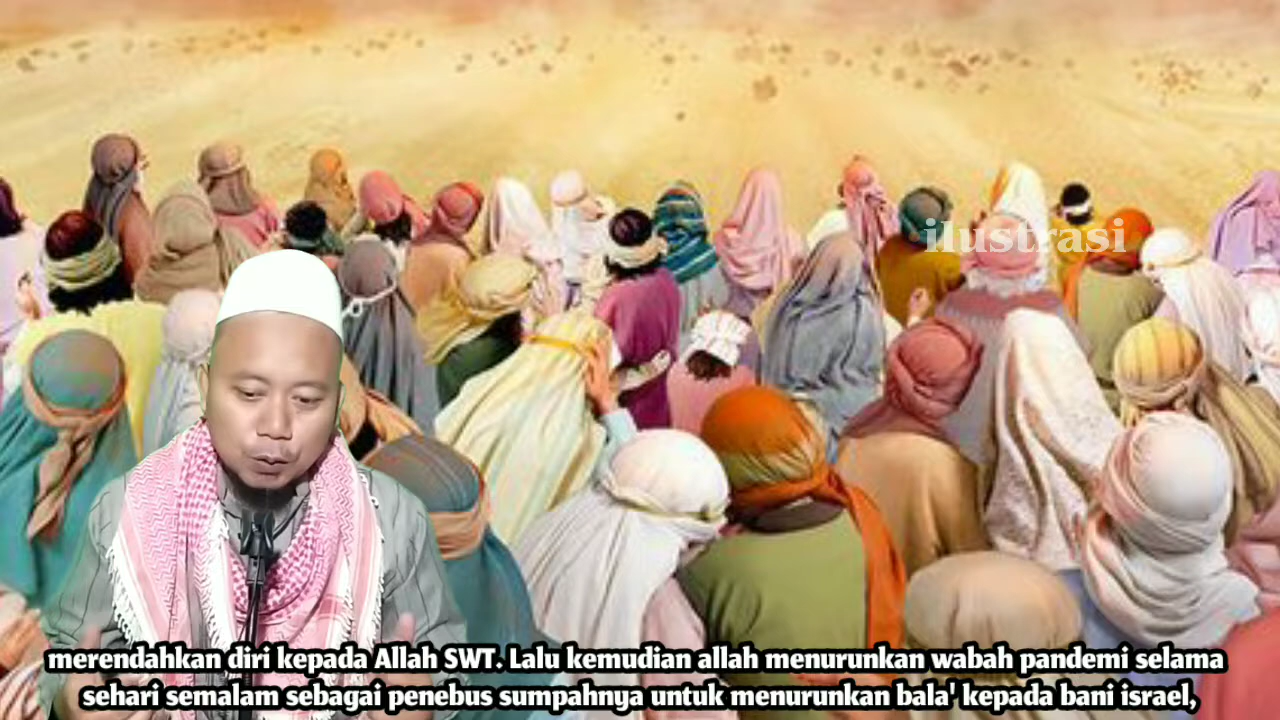 ilustrasi
merendahkan diri kepada Allah SWT. Lalu kemudian allah menurunkan wabah pandemi selama
sehari semalam sebagai penebus sumpahnya untuk menurunkan bala' kepada bani israel,